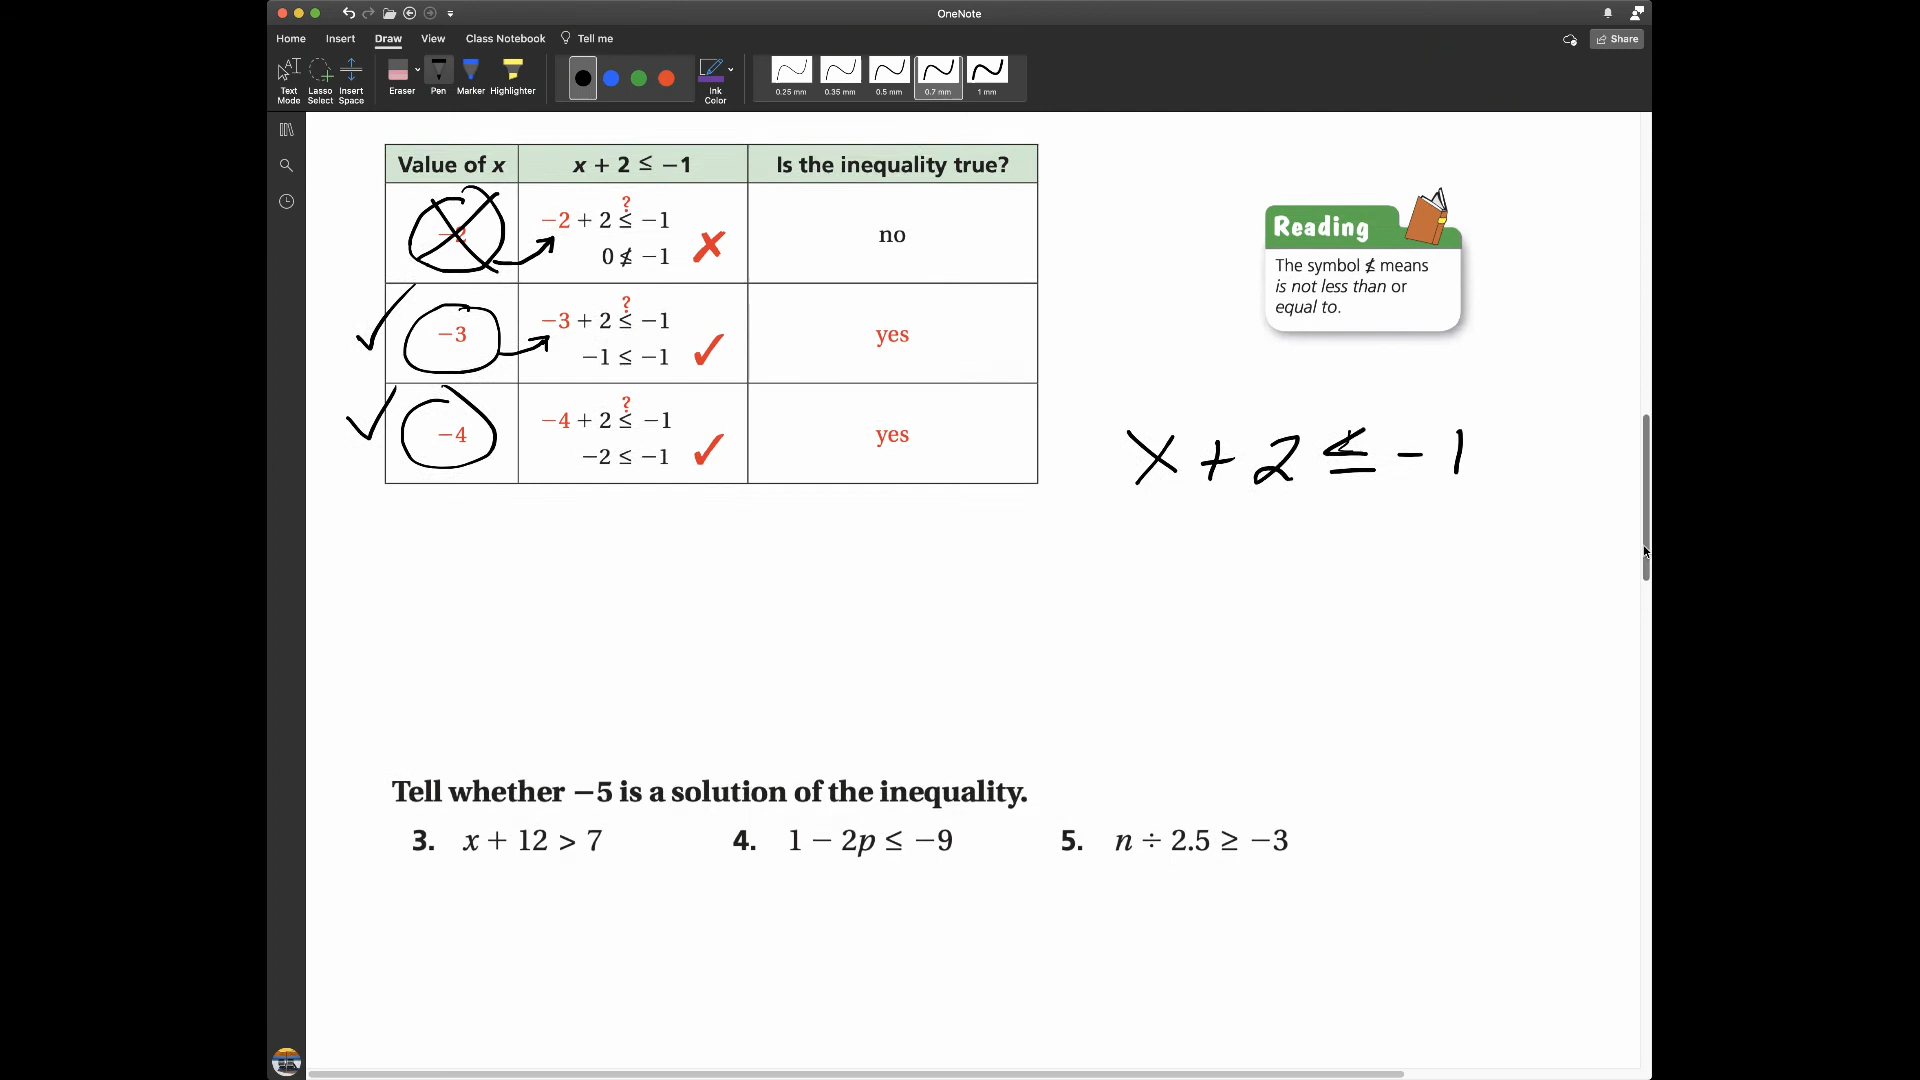 OneNote
Home Insert Draw View Class Notebook Tell me
Share
Text Mode
Lasso Select
Insert Space
Eraser
Pen
Marker
Highlighter
Ink Color
0.25 mm
0.35 mm
0.5 mm
0.7 mm
1 mm
Value of x
x + 2 ≤ −1
Is the inequality true?
−2
−2 + 2 ≤? −1
0 ≰ −1 ✗
no
−3
−3 + 2 ≤? −1
−1 ≤ −1 ✓
yes
−4
−4 + 2 ≤? −1
−2 ≤ −1 ✓
yes
Reading
The symbol ≰ means
is not less than or
equal to.
x + 2 ≤ - 1
Tell whether −5 is a solution of the inequality.
3. x + 12 > 7 4. 1 − 2p ≤ −9 5. n ÷ 2.5 ≥ −3